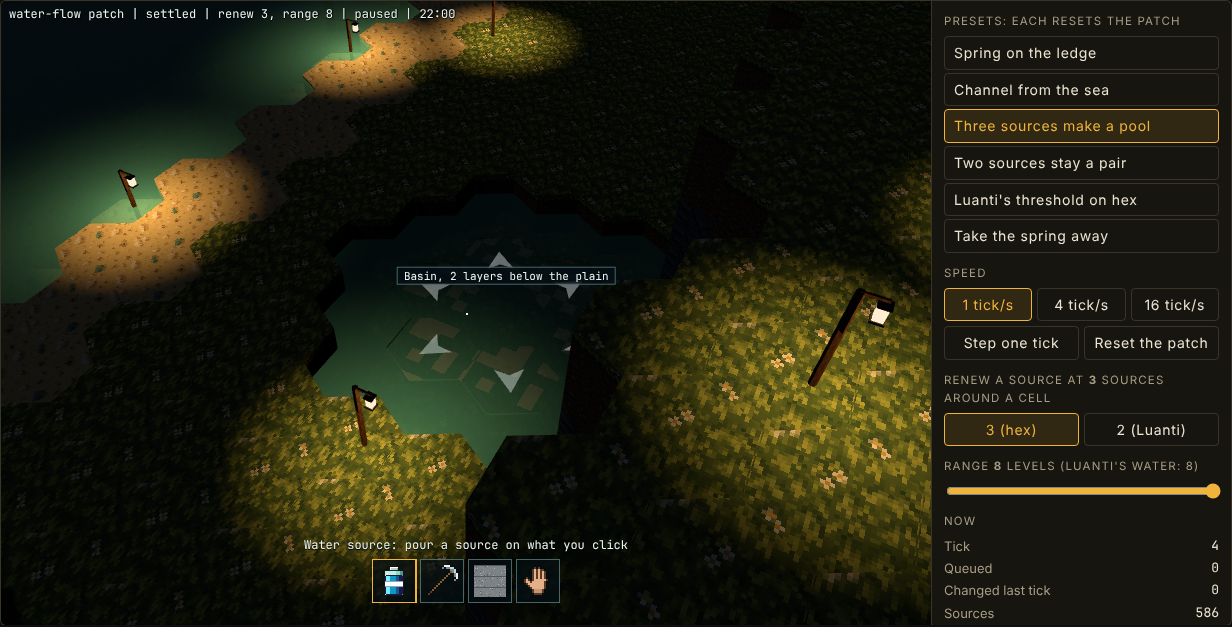 water-flow patch | settled | renew 3, range 8 | paused | 22:00
Basin, 2 layers below the plain
Water source: pour a source on what you click
PRESETS: EACH RESETS THE PATCH
Spring on the ledge
Channel from the sea
Three sources make a pool
Two sources stay a pair
Luanti's threshold on hex
Take the spring away
SPEED
1 tick/s 4 tick/s 16 tick/s
Step one tick Reset the patch
RENEW A SOURCE AT 3 SOURCES
AROUND A CELL
3 (hex) 2 (Luanti)
RANGE 8 LEVELS (LUANTI'S WATER: 8)
NOW
Tick 4
Queued 0
Changed last tick 0
Sources 586